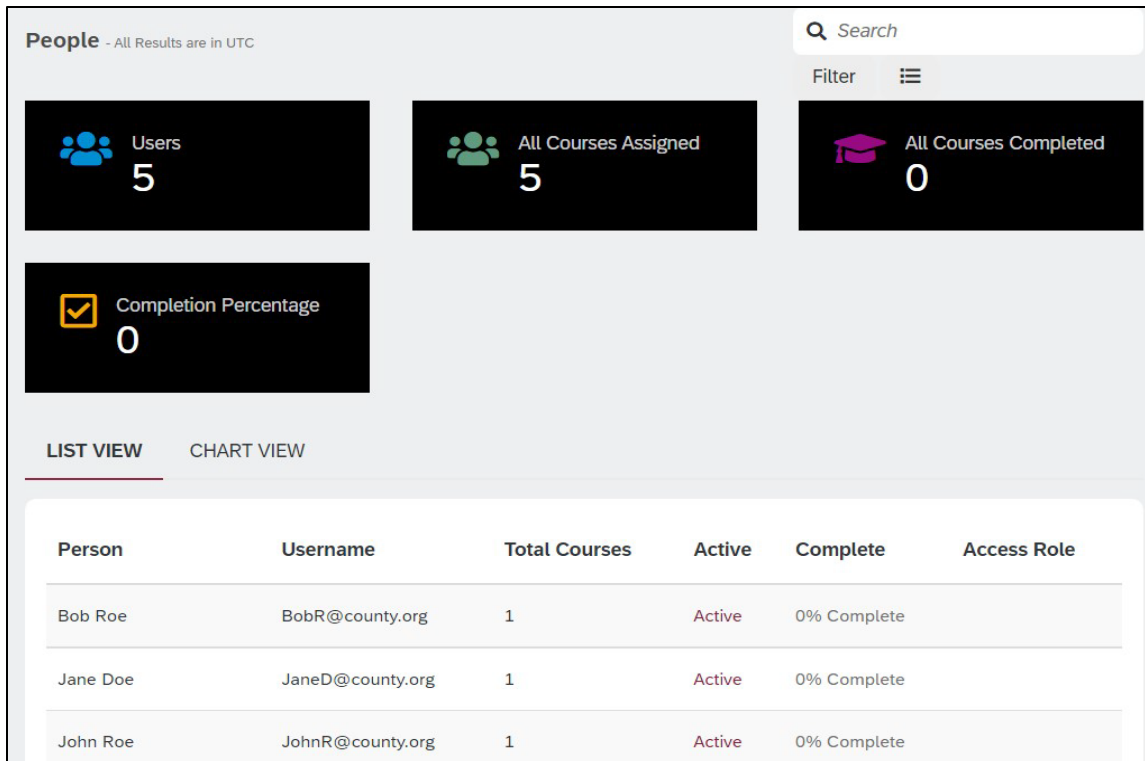 People - All Results are in UTC
Search
Filter
Users
5
All Courses Assigned
5
All Courses Completed
0
Completion Percentage
0
LIST VIEW CHART VIEW
Person Username Total Courses Active Complete Access Role
Bob Roe BobR@county.org 1 Active 0% Complete
Jane Doe JaneD@county.org 1 Active 0% Complete
John Roe JohnR@county.org 1 Active 0% Complete